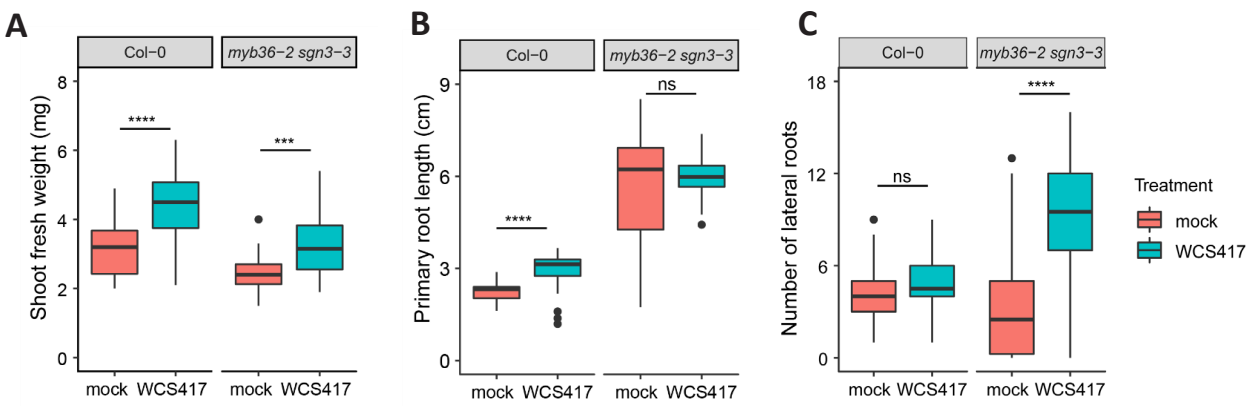 A
Col−0
myb36−2 sgn3−3
Shoot fresh weight (mg)
8
6
4
2
0
****
***
mock
WCS417
mock
WCS417
B
Col−0
myb36−2 sgn3−3
Primary root length (cm)
9
6
3
0
****
ns
mock
WCS417
mock
WCS417
C
Col−0
myb36−2 sgn3−3
Number of lateral roots
18
12
6
0
ns
****
mock
WCS417
mock
WCS417
Treatment
mock
WCS417